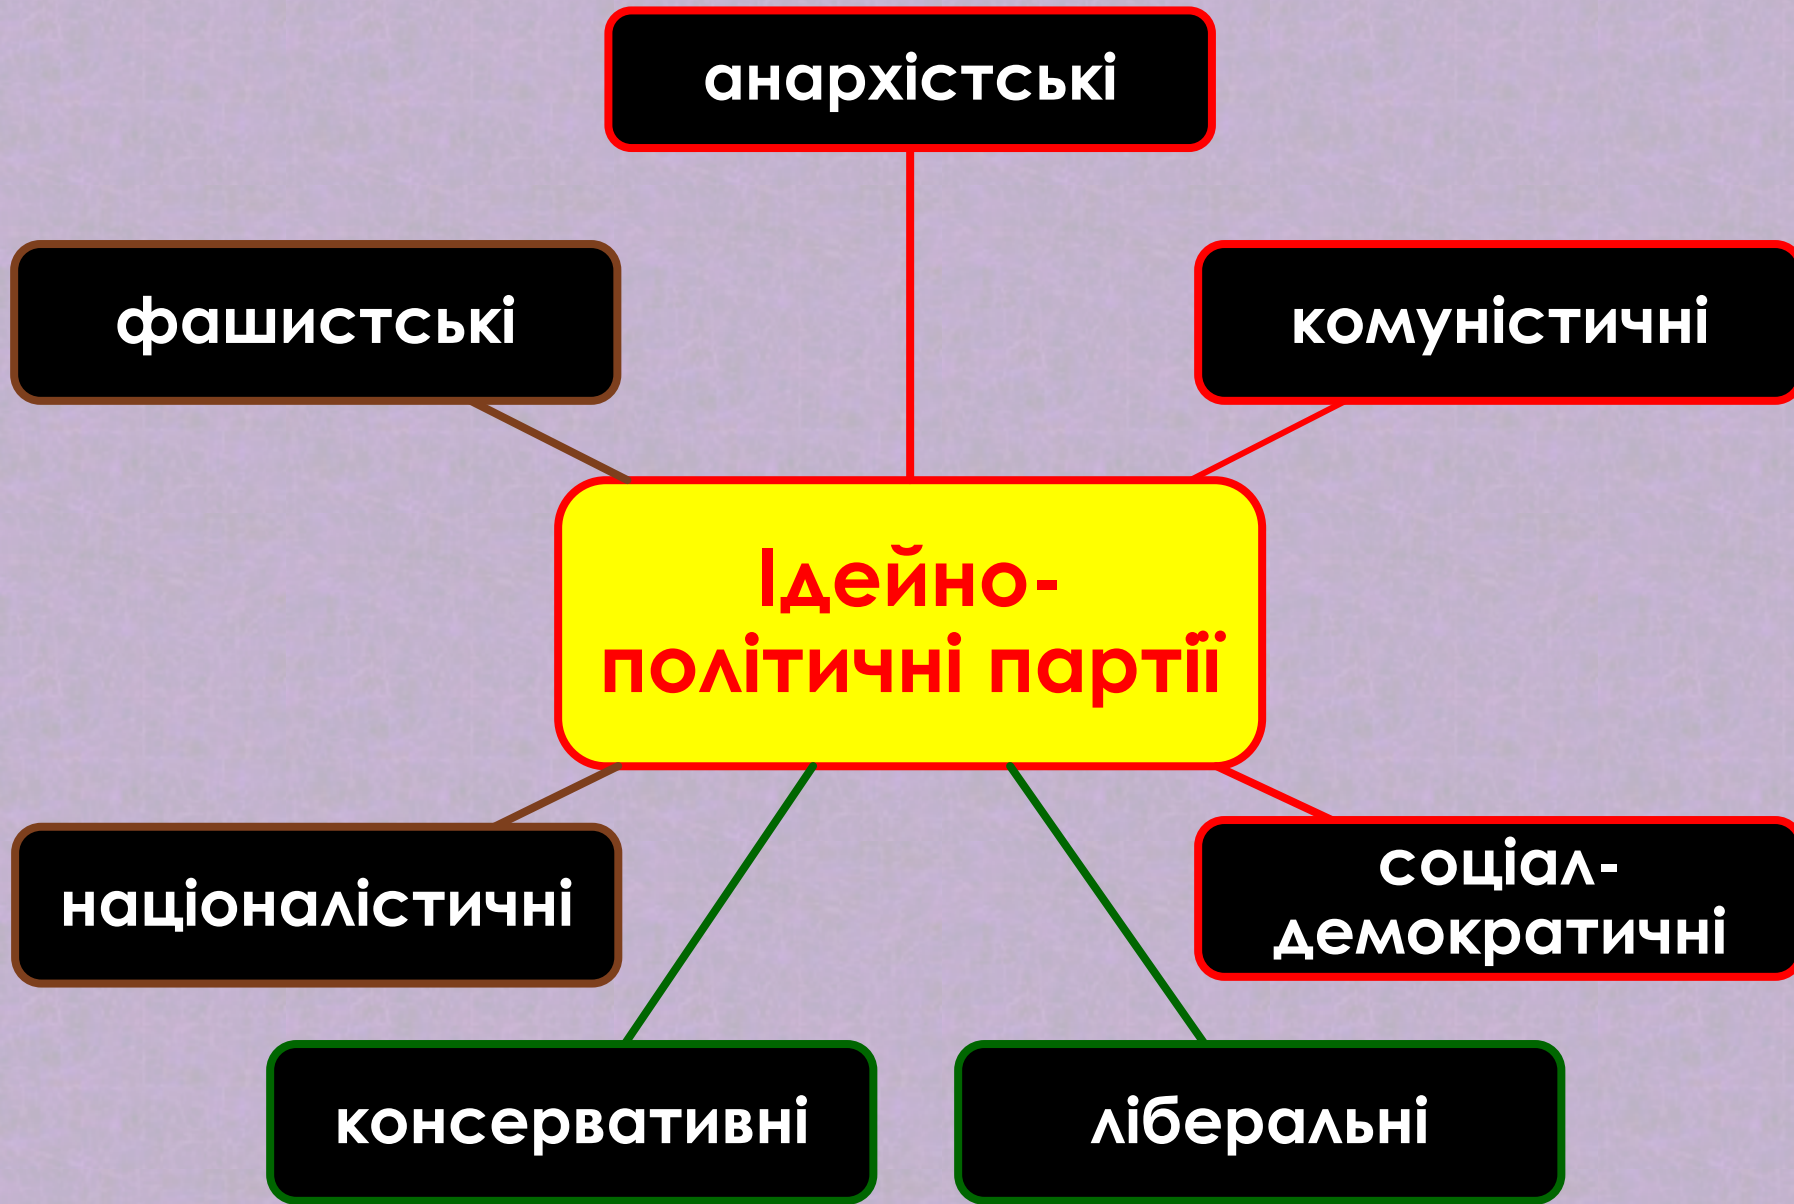 анархістські
фашистські
комуністичні
Ідейно-
політичні партії
націоналістичні
соціал-
демократичні
консервативні
ліберальні